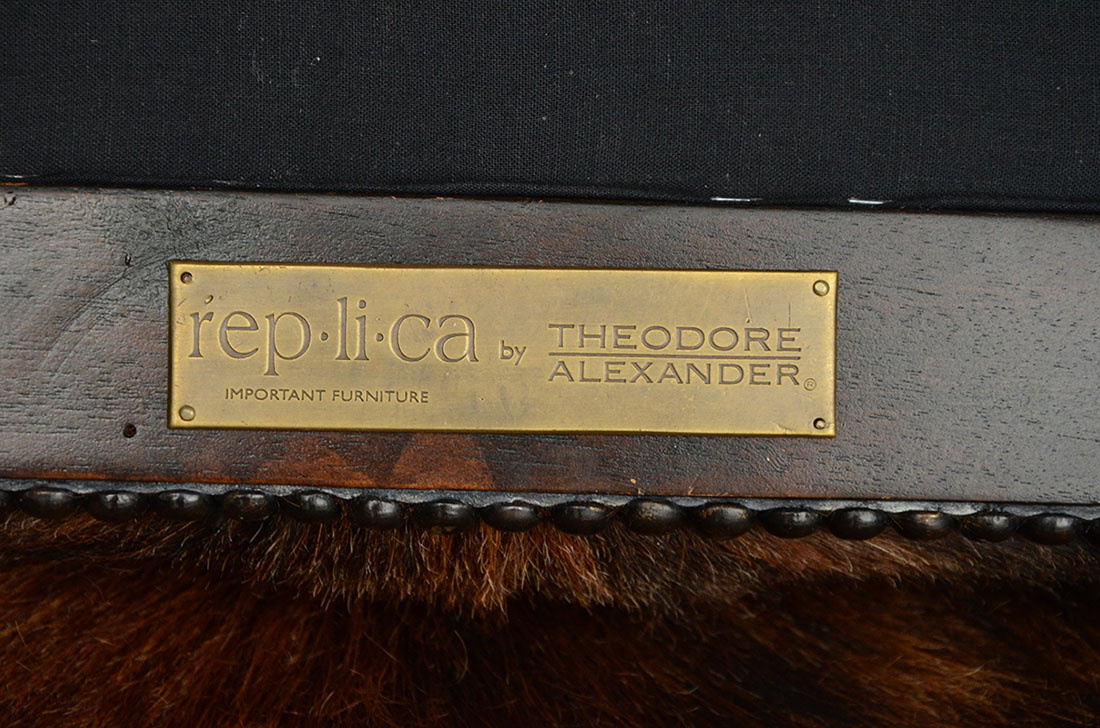 rep·li·ca by THEODORE ALEXANDER®
IMPORTANT FURNITURE